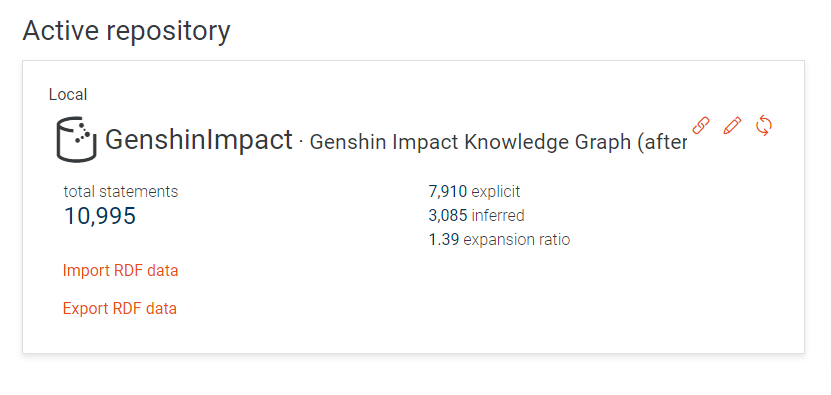 Active repository
Local
GenshinImpact · Genshin Impact Knowledge Graph (after
total statements
10,995
7,910 explicit
3,085 inferred
1.39 expansion ratio
Import RDF data
Export RDF data